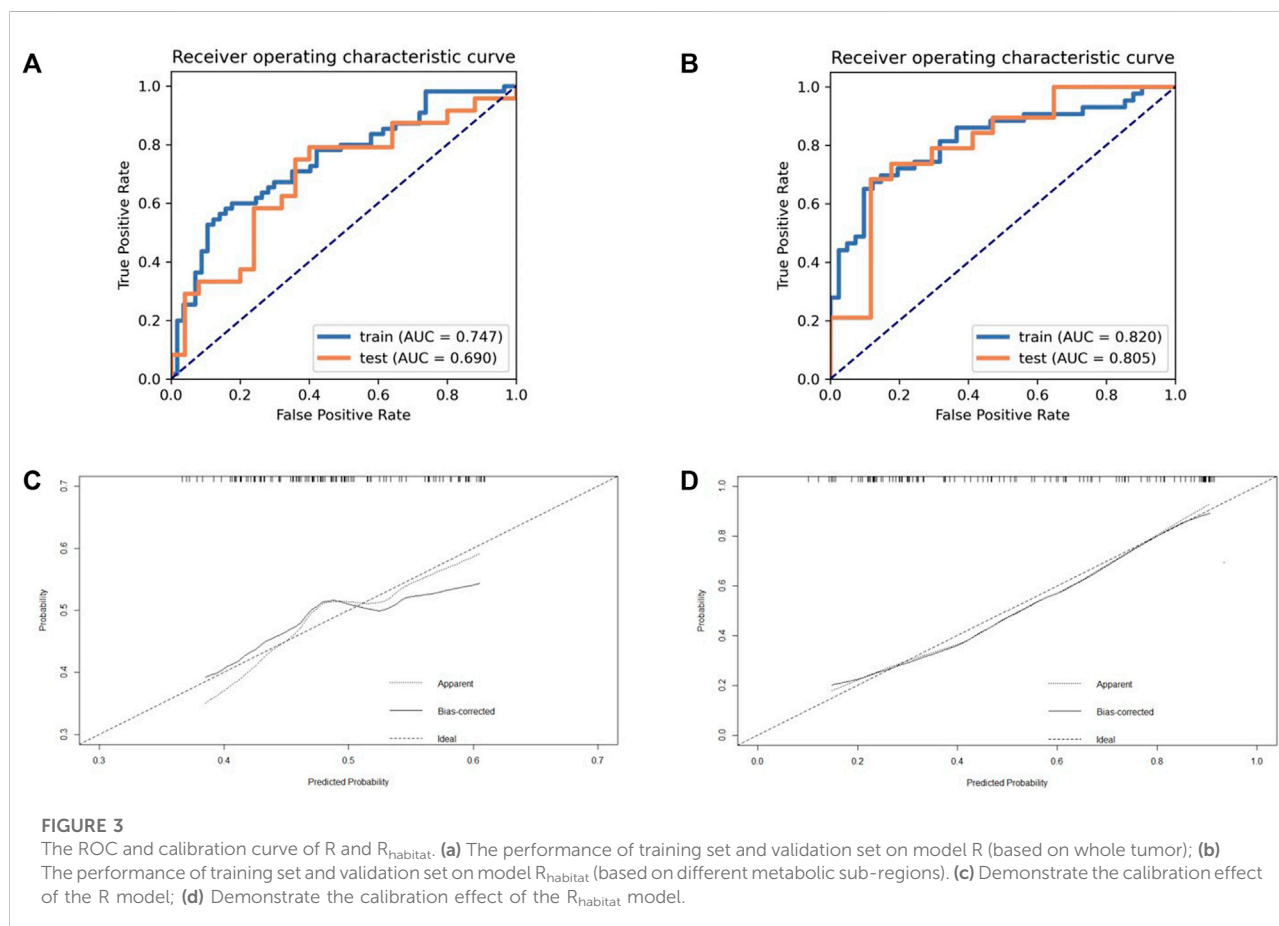 A
Receiver operating characteristic curve
1.0
0.8
0.6
0.4
0.2
0.0
True Positive Rate
0.0 0.2 0.4 0.6 0.8 1.0
False Positive Rate
train (AUC = 0.747)
test (AUC = 0.690)
B
Receiver operating characteristic curve
1.0
0.8
0.6
0.4
0.2
0.0
True Positive Rate
0.0 0.2 0.4 0.6 0.8 1.0
False Positive Rate
train (AUC = 0.820)
test (AUC = 0.805)
C
0.7
0.6
0.5
0.4
0.3
Probability
Apparent
Bias-corrected
Ideal
0.3 0.4 0.5 0.6 0.7
Predicted Probability
D
1.0
0.8
0.6
0.4
0.2
0.0
Probability
Apparent
Bias-corrected
Ideal
0.0 0.2 0.4 0.6 0.8 1.0
Predicted Probability
FIGURE 3
The ROC and calibration curve of R and Rhabitat. (a) The performance of training set and validation set on model R (based on whole tumor); (b)
The performance of training set and validation set on model Rhabitat (based on different metabolic sub-regions). (c) Demonstrate the calibration effect
of the R model; (d) Demonstrate the calibration effect of the Rhabitat model.